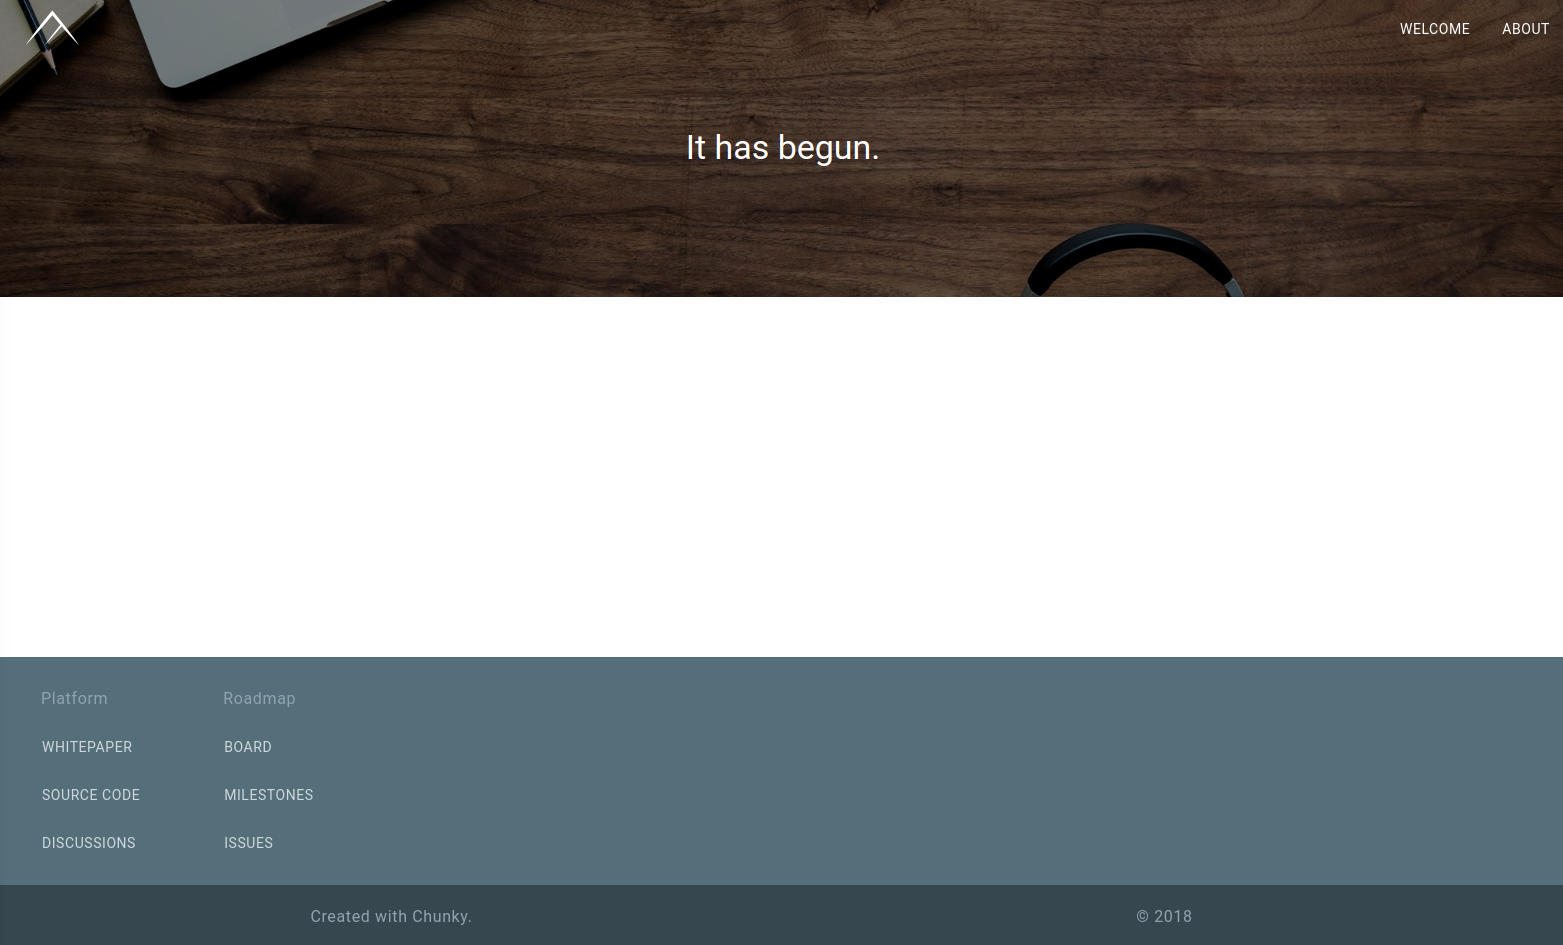 WELCOME ABOUT
It has begun.
Platform Roadmap
WHITEPAPER BOARD
SOURCE CODE MILESTONES
DISCUSSIONS ISSUES
Created with Chunky. © 2018